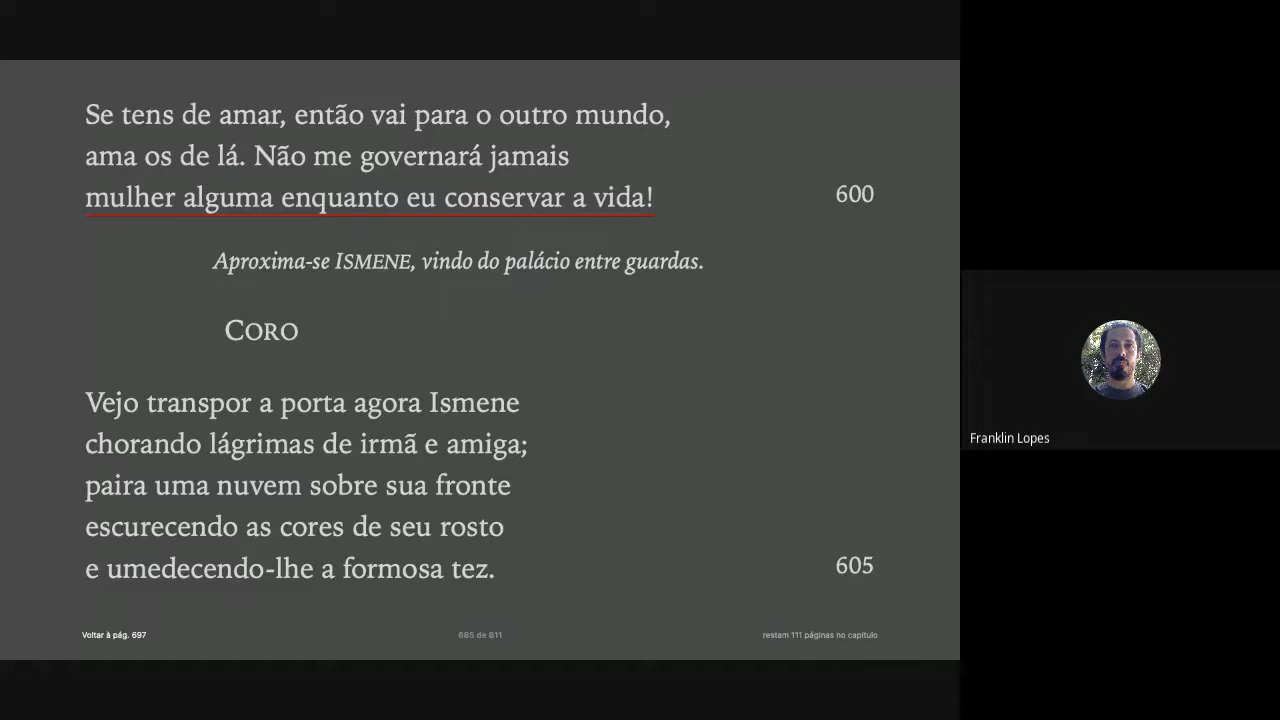 Se tens de amar, então vai para o outro mundo,
ama os de lá. Não me governará jamais
mulher alguma enquanto eu conservar a vida! 600
Aproxima-se ISMENE, vindo do palácio entre guardas.
CORO
Vejo transpor a porta agora Ismene
chorando lágrimas de irmã e amiga;
paira uma nuvem sobre sua fronte
escurecendo as cores de seu rosto
e umedecendo-lhe a formosa tez. 605
Voltar à pág. 697 685 de 811 restam 111 páginas no capítulo
Franklin Lopes